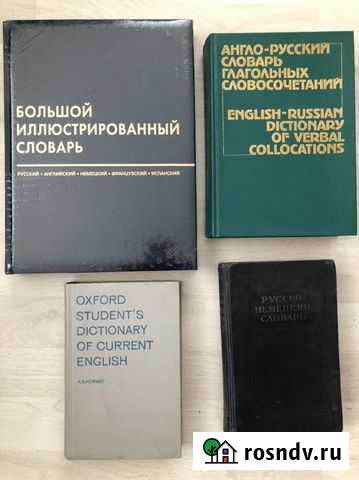 БОЛЬШОЙ
ИЛЛЮСТРИРОВАННЫЙ
СЛОВАРЬ
РУССКИЙ • АНГЛИЙСКИЙ • НЕМЕЦКИЙ • ФРАНЦУЗСКИЙ • ИСПАНСКИЙ
АНГЛО-РУССКИЙ
СЛОВАРЬ
ГЛАГОЛЬНЫХ
СЛОВОСОЧЕТАНИЙ
ENGLISH-RUSSIAN
DICTIONARY
OF VERBAL
COLLOCATIONS
OXFORD
STUDENT'S
DICTIONARY
OF CURRENT
ENGLISH
A.S.HORNBY
РУССКО-
НЕМЕЦКИЙ
СЛОВАРЬ
rosndv.ru